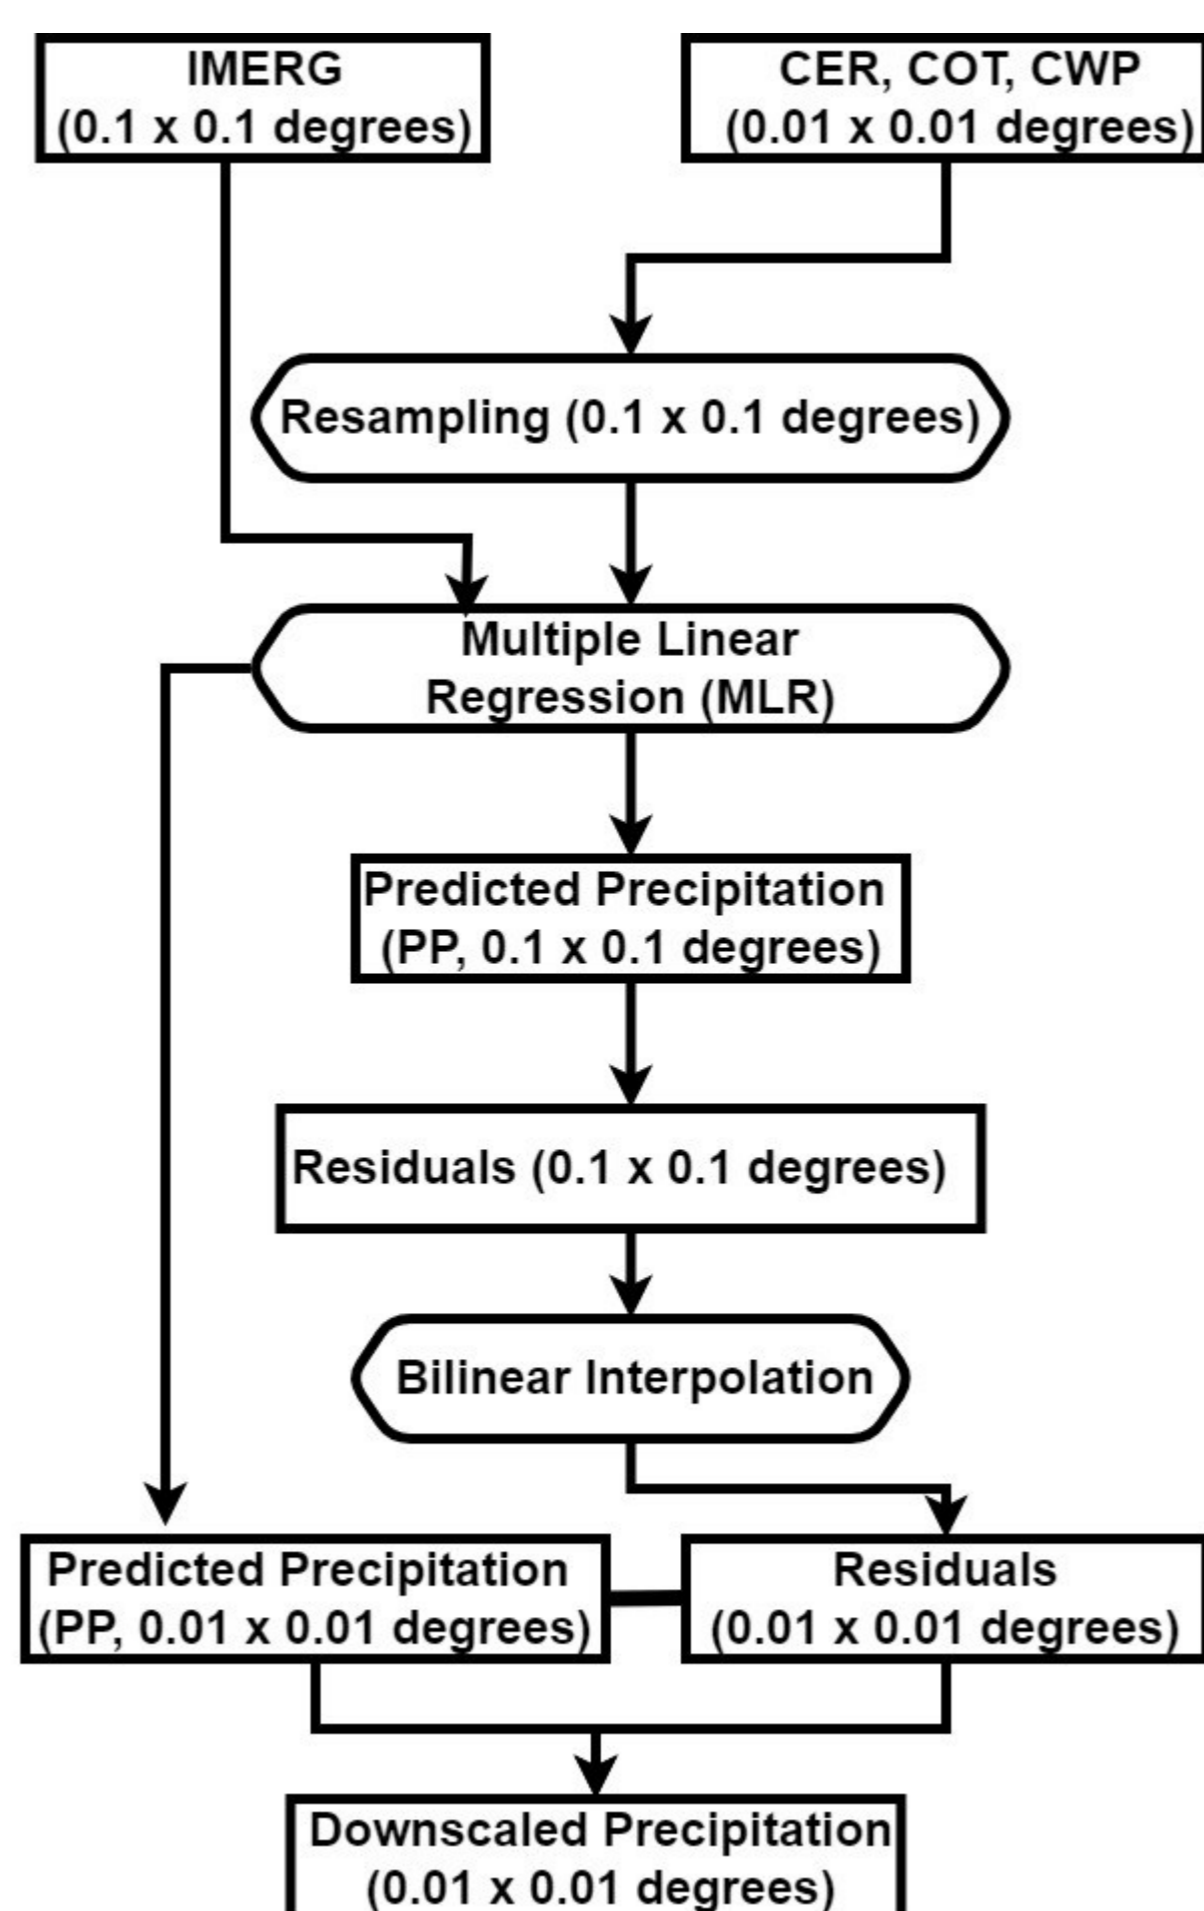 IMERG
(0.1 x 0.1 degrees)
CER, COT, CWP
(0.01 x 0.01 degrees)
Resampling (0.1 x 0.1 degrees)
Multiple Linear
Regression (MLR)
Predicted Precipitation
(PP, 0.1 x 0.1 degrees)
Residuals (0.1 x 0.1 degrees)
Bilinear Interpolation
Predicted Precipitation
(PP, 0.01 x 0.01 degrees)
Residuals
(0.01 x 0.01 degrees)
Downscaled Precipitation
(0.01 x 0.01 degrees)